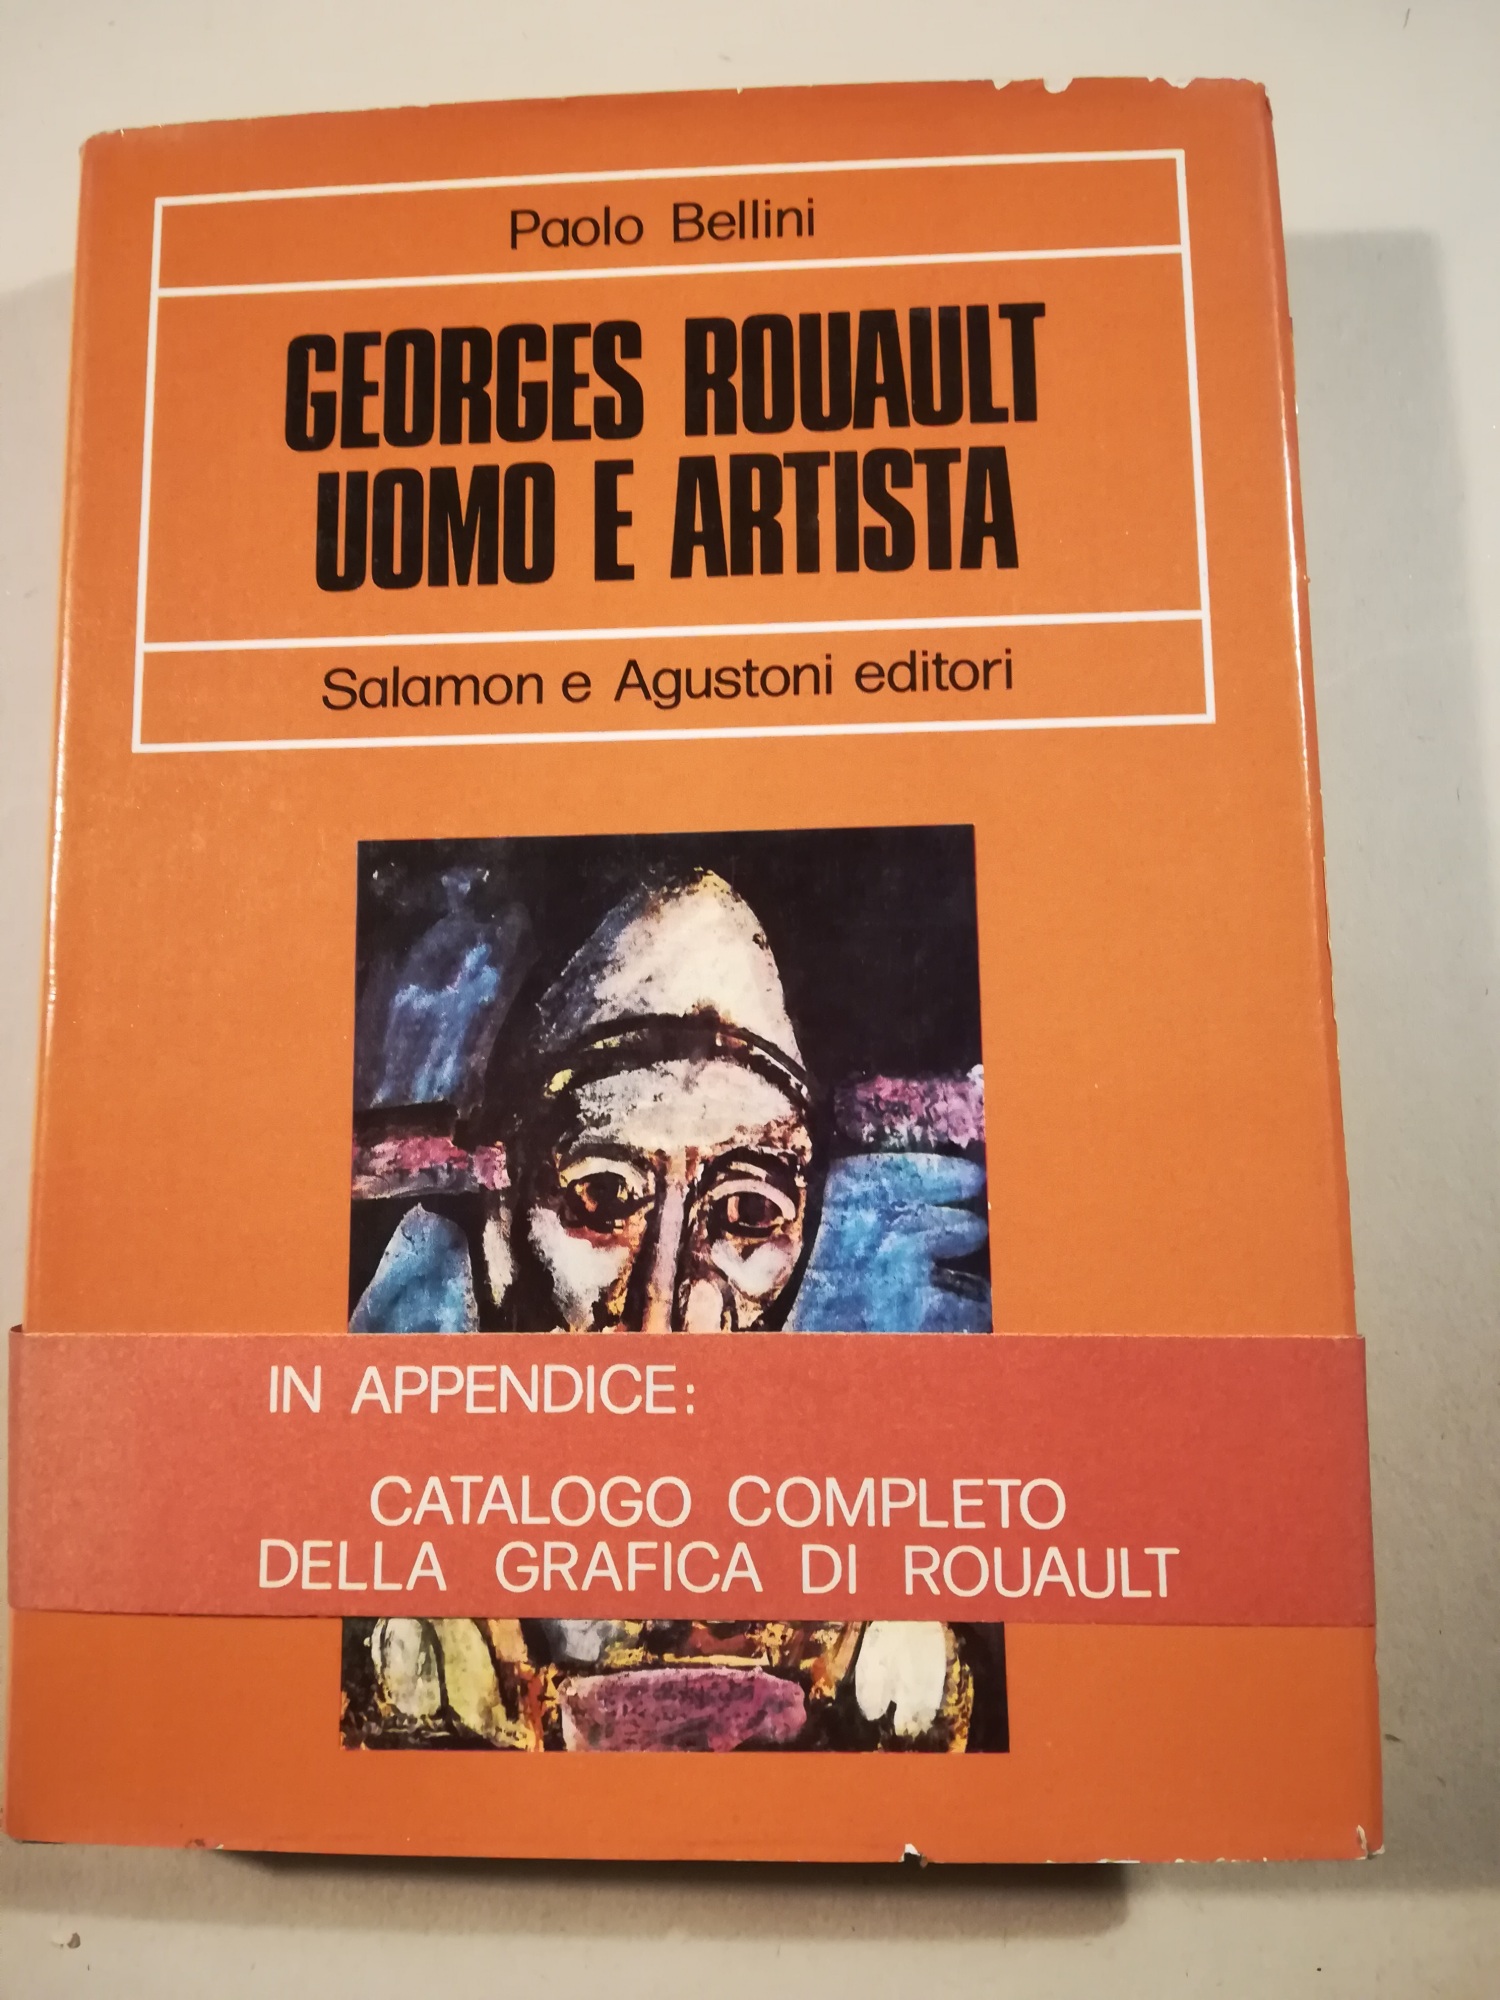 Paolo Bellini
GEORGES ROUAULT
UOMO E ARTISTA
Salamon e Agustoni editori
IN APPENDICE:
CATALOGO COMPLETO
DELLA GRAFICA DI ROUAULT